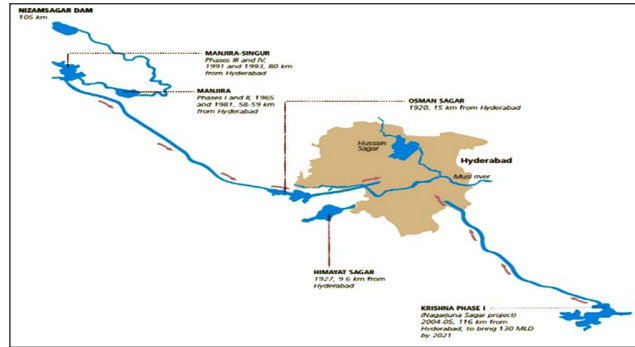 NIZAMSAGAR DAM
105 km
MANJIRA-SINGUR
Phases III and IV,
1991 and 1993, 80 km
from Hyderabad
MANJIRA
Phases I and II, 1965
and 1981, 58-59 km
from Hyderabad
OSMAN SAGAR
1920, 15 km from Hyderabad
Hussain
Sagar
Hyderabad
Musi river
HIMAYAT SAGAR
1927, 9·6 km from
Hyderabad
KRISHNA PHASE I
(Nagarjuna Sagar project)
2004-05, 116 km from
Hyderabad, to bring 130 MLD
by 2021